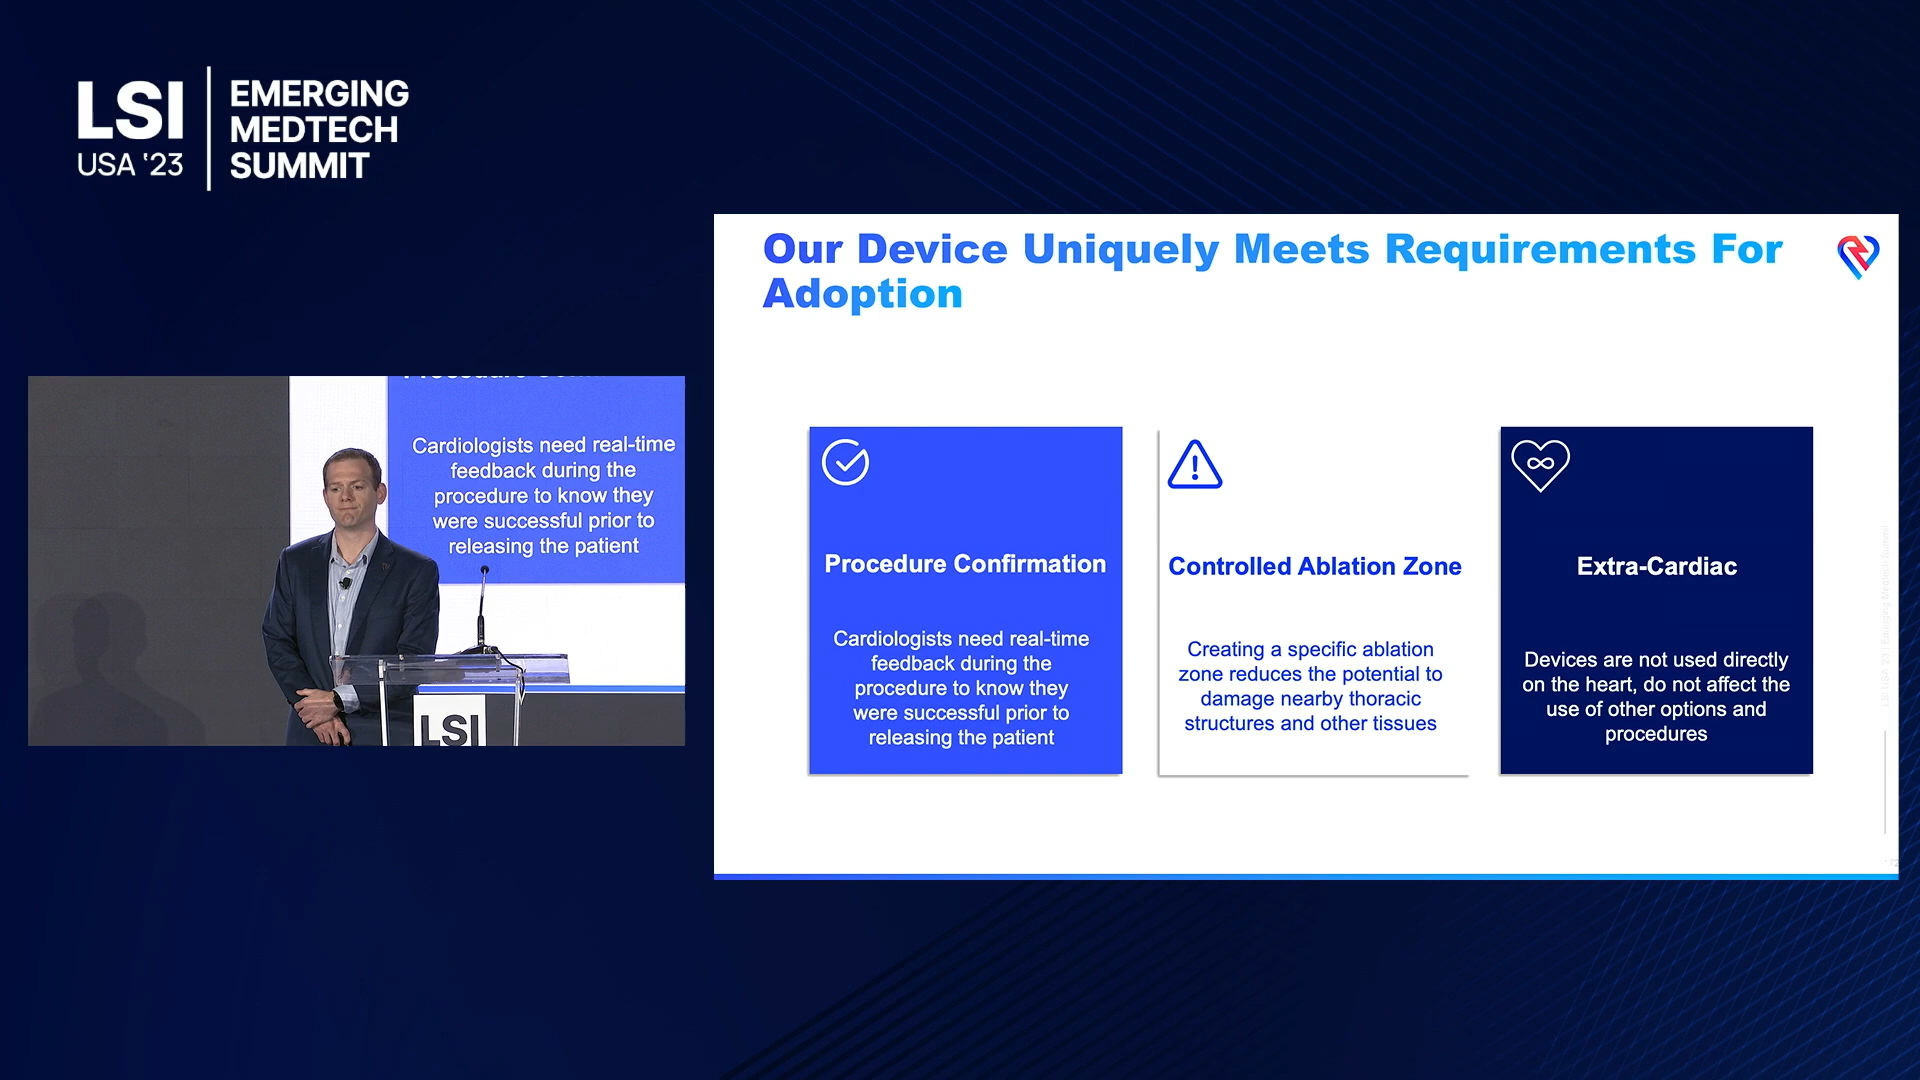 LSI
USA '23
EMERGING
MEDTECH
SUMMIT
Cardiologists need real-time
feedback during the
procedure to know they
were successful prior to
releasing the patient
LSI
Our Device Uniquely Meets Requirements For
Adoption
Procedure Confirmation
Cardiologists need real-time
feedback during the
procedure to know they
were successful prior to
releasing the patient
Controlled Ablation Zone
Creating a specific ablation
zone reduces the potential to
damage nearby thoracic
structures and other tissues
Extra-Cardiac
Devices are not used directly
on the heart, do not affect the
use of other options and
procedures